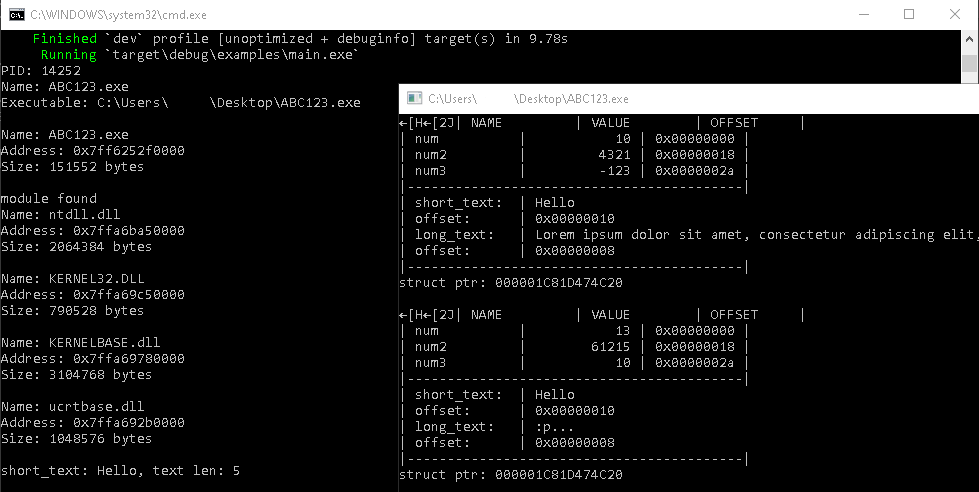 C:\WINDOWS\system32\cmd.exe
Finished `dev` profile [unoptimized + debuginfo] target(s) in 9.78s
Running `target\debug\examples\main.exe`
PID: 14252
Name: ABC123.exe
Executable: C:\Users\ \Desktop\ABC123.exe
Name: ABC123.exe
Address: 0x7ff6252f0000
Size: 151552 bytes
module found
Name: ntdll.dll
Address: 0x7ffa6ba50000
Size: 2064384 bytes
Name: KERNEL32.DLL
Address: 0x7ffa69c50000
Size: 790528 bytes
Name: KERNELBASE.dll
Address: 0x7ffa69780000
Size: 3104768 bytes
Name: ucrtbase.dll
Address: 0x7ffa692b0000
Size: 1048576 bytes
short_text: Hello, text len: 5
C:\Users\ \Desktop\ABC123.exe
←[H←[2J| NAME | VALUE | OFFSET |
| num | 10 | 0x00000000 |
| num2 | 4321 | 0x00000018 |
| num3 | -123 | 0x0000002a |
|------------------------------------------|
| short_text: | Hello
| offset: | 0x00000010
| long_text: | Lorem ipsum dolor sit amet, consectetur adipiscing elit,
| offset: | 0x00000008
|------------------------------------------|
struct ptr: 000001C81D474C20
←[H←[2J| NAME | VALUE | OFFSET |
| num | 13 | 0x00000000 |
| num2 | 61215 | 0x00000018 |
| num3 | 10 | 0x0000002a |
|------------------------------------------|
| short_text: | Hello
| offset: | 0x00000010
| long_text: | :p...
| offset: | 0x00000008
|------------------------------------------|
struct ptr: 000001C81D474C20